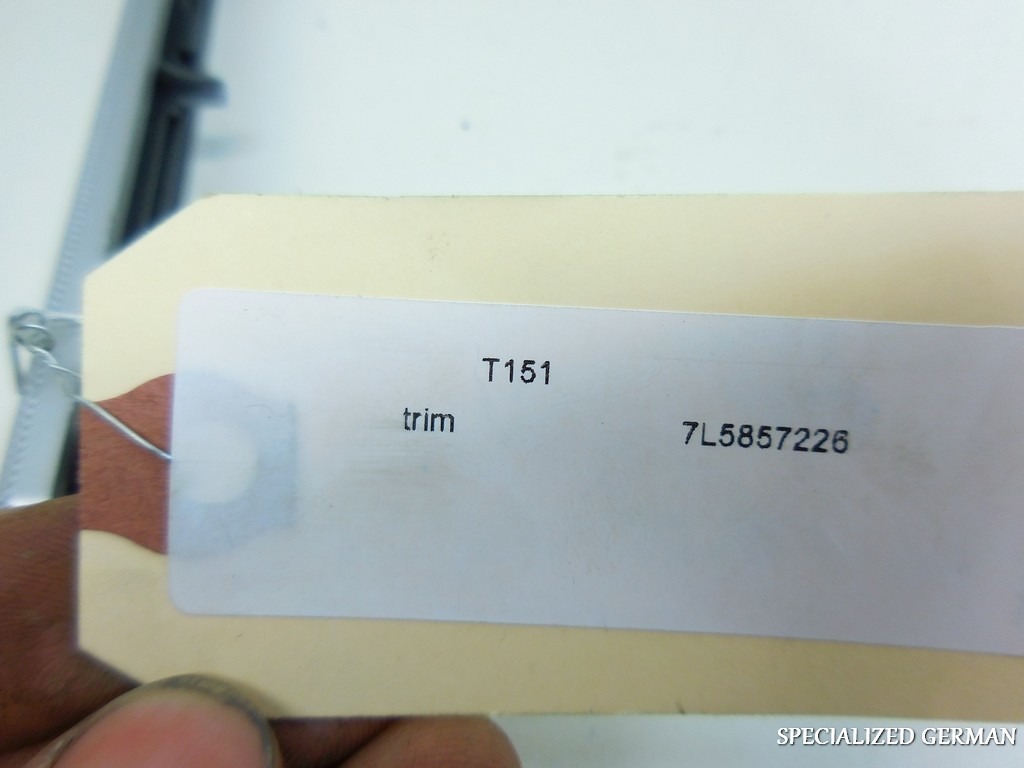 T151
trim 7L5857226
SPECIALIZED GERMAN